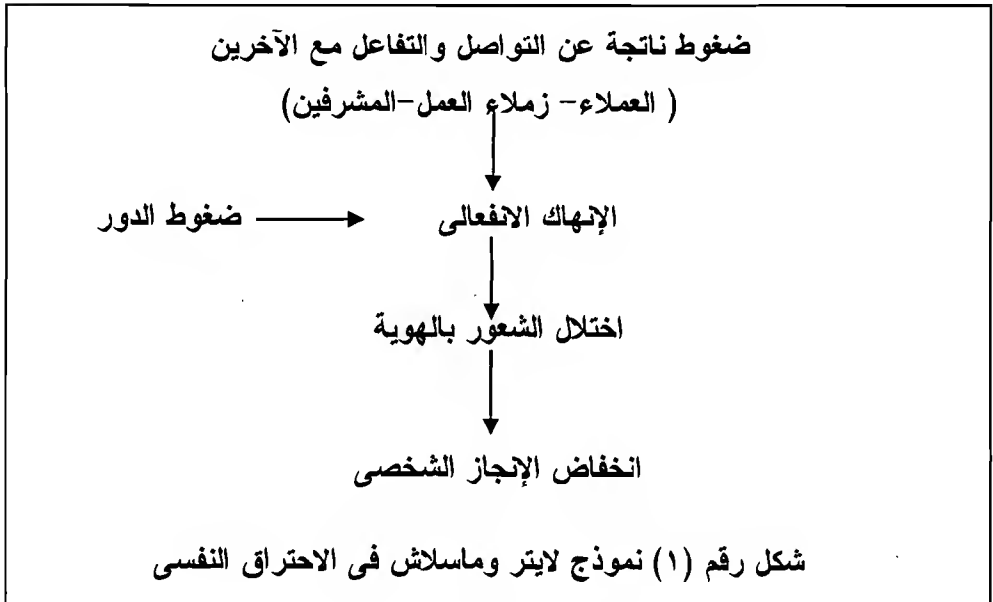 ضغوط ناتجة عن التواصل والتفاعل مع الآخرين
( العملاء- زملاء العمل-المشرفين)
ضغوط الدور
الإنهاك الانفعالى
اختلال الشعور بالهوية
انخفاض الإنجاز الشخصى
شكل رقم (١) نموذج لايتر وماسلاش فى الاحتراق النفسى